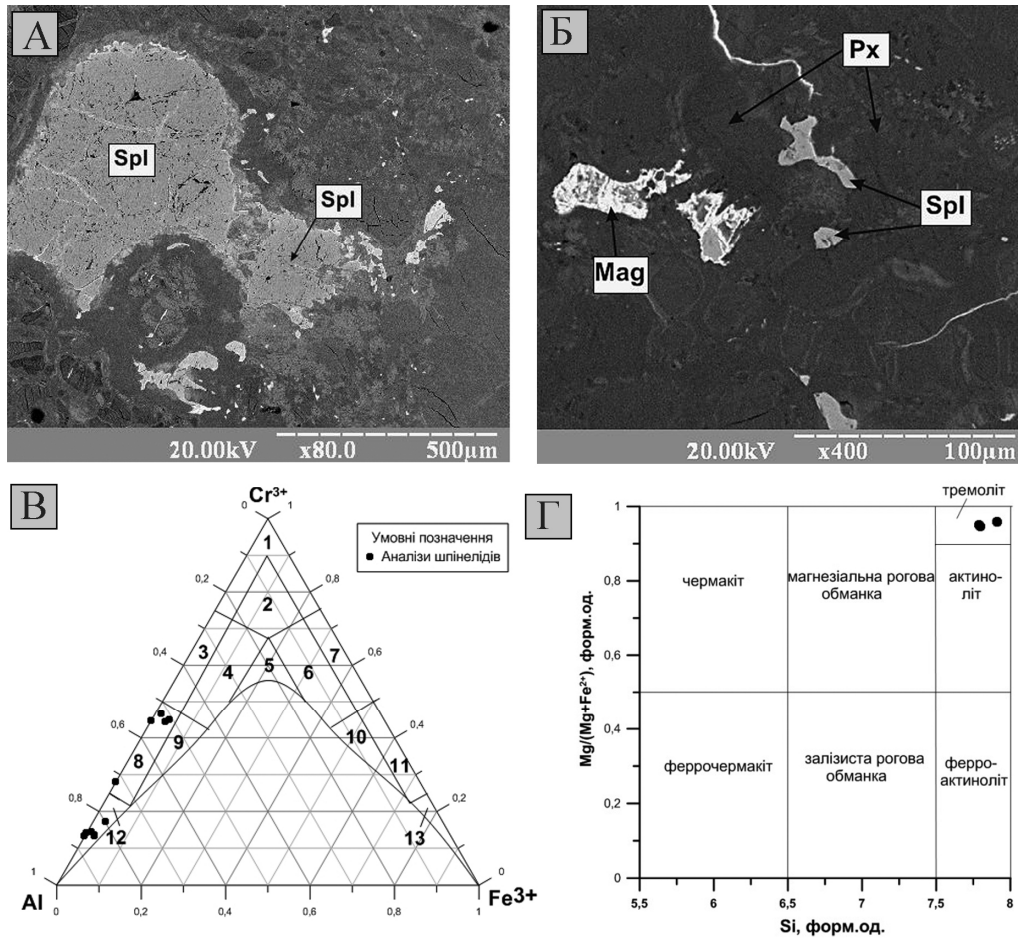 А
Spl
Spl
20.00kV x80.0 500µm
Б
Px
Spl
Mag
20.00kV x400 100µm
В
Cr³⁺
0 1
Умовні позначення
Аналізи шпінелідів
1
0,2 0,8
2
3 7
0,4 4 5 6 0,6
0,6 9 10 0,4
8 11
0,8 0,2
12 13
1 0
Al Fe3+
0 0,2 0,4 0,6 0,8 1
Г
тремоліт
1
0,8
чермакіт
магнезіальна рогова
обманка
актино-
літ
0,6
Mg/(Mg+Fe²⁺), форм.од.
0,4
феррочермакіт
залізиста рогова
обманка
ферро-
актиноліт
0,2
0
5,5 6 6,5 7 7,5 8
Si, форм.од.